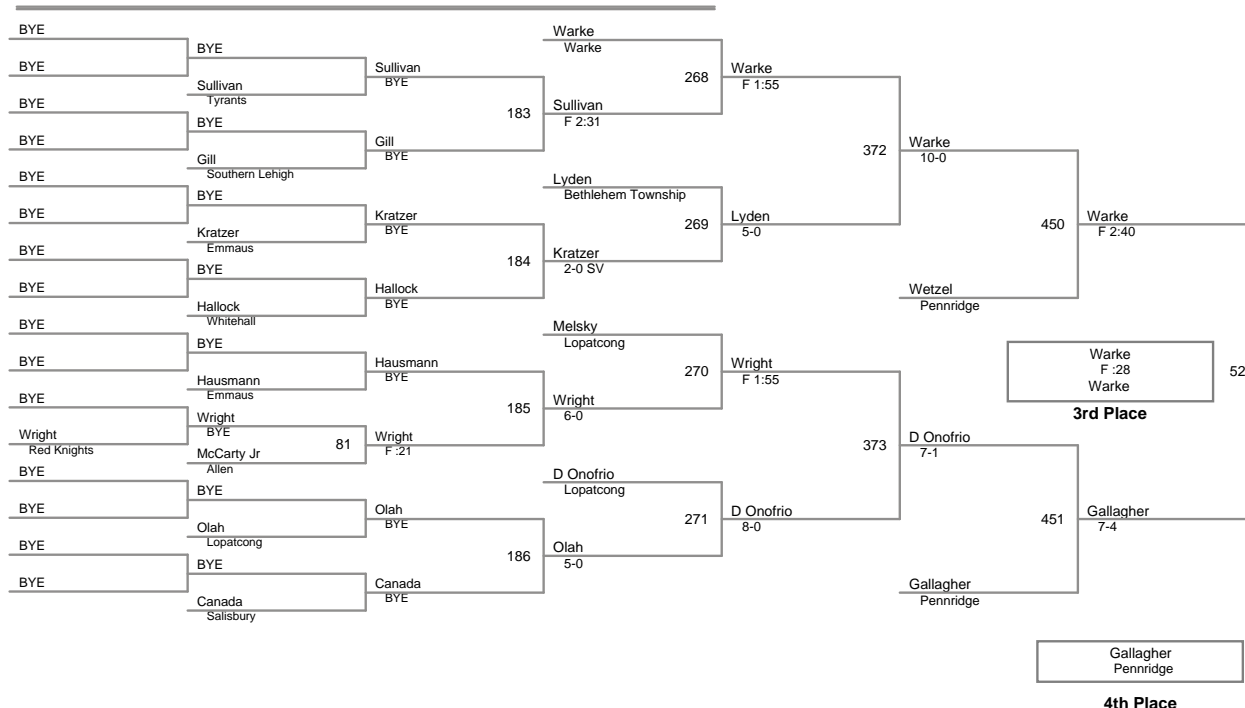 BYE
BYE
BYE
BYE
BYE
BYE
BYE
BYE
BYE
BYE
BYE
Wright
Red Knights
BYE
BYE
BYE
BYE
BYE
Sullivan
Tyrants
BYE
Gill
Southern Lehigh
BYE
Kratzer
Emmaus
BYE
Hallock
Whitehall
BYE
Hausmann
Emmaus
Wright
BYE
81
McCarty Jr
Allen
BYE
Olah
Lopatcong
BYE
Canada
Salisbury
Sullivan
BYE
183
Gill
BYE
Kratzer
BYE
184
Hallock
BYE
Hausmann
BYE
185
Wright
F :21
Olah
BYE
186
Canada
BYE
Warke
Warke
268
Sullivan
F 2:31
Lyden
Bethlehem Township
269
Kratzer
2-0 SV
Melsky
Lopatcong
270
Wright
6-0
D Onofrio
Lopatcong
271
Olah
5-0
Warke
F 1:55
372
Lyden
5-0
Wright
F 1:55
373
D Onofrio
8-0
Warke
10-0
450
Wetzel
Pennridge
D Onofrio
7-1
451
Gallagher
Pennridge
Warke
F 2:40
Warke
F :28
Warke
52
3rd Place
Gallagher
7-4
Gallagher
Pennridge
4th Place